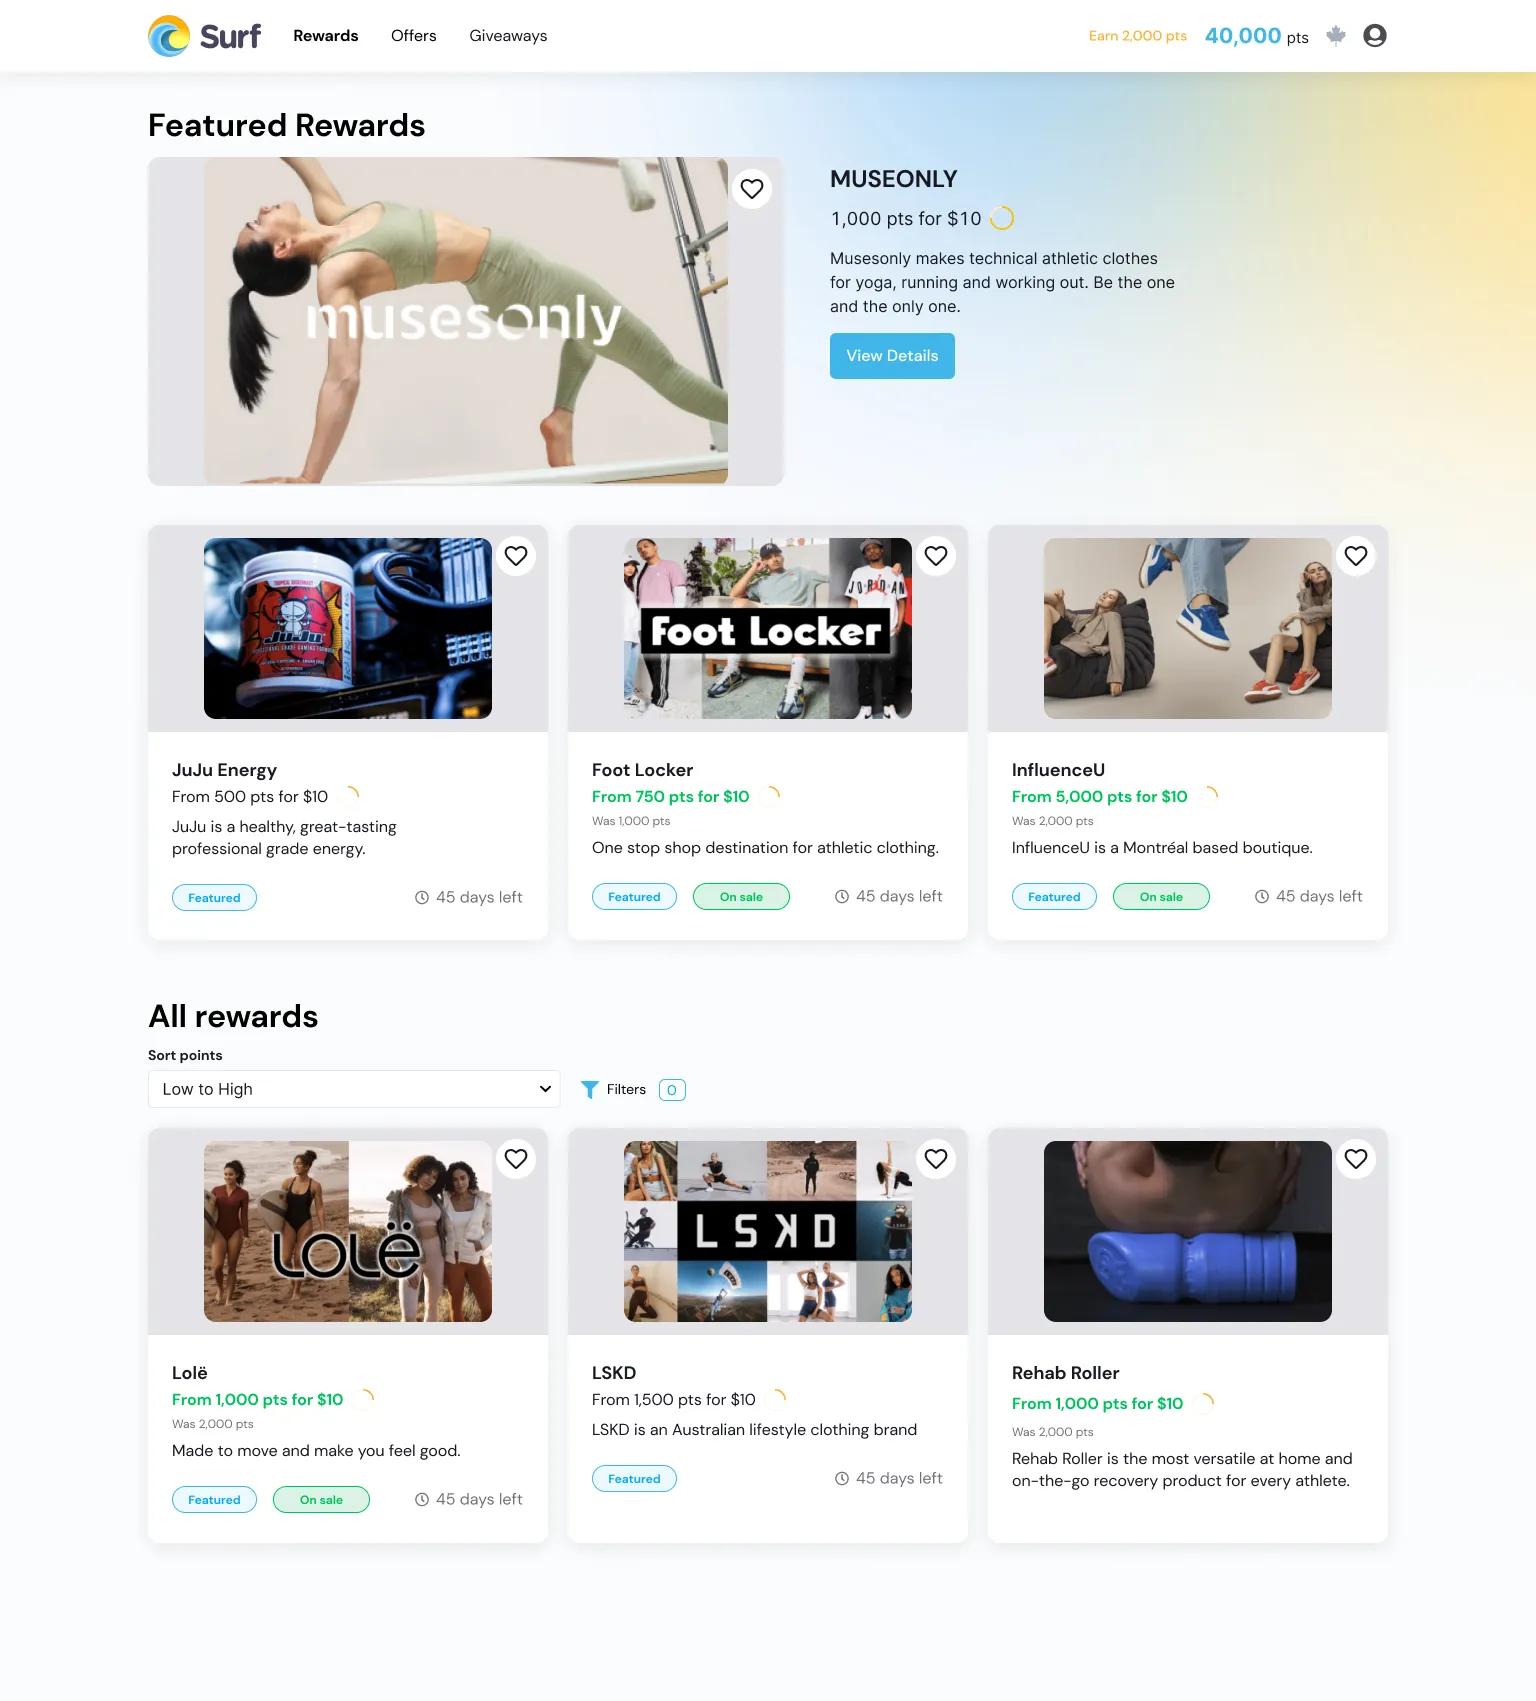 Surf
Rewards
Offers
Giveaways
Earn 2,000 pts
40,000 pts
Featured Rewards
musesonly
MUSEONLY
1,000 pts for $10
Musesonly makes technical athletic clothes
for yoga, running and working out. Be the one
and the only one.
View Details
JuJu
JuJu Energy
From 500 pts for $10
JuJu is a healthy, great-tasting
professional grade energy.
Featured
45 days left
JORDAN
Foot Locker
Foot Locker
From 750 pts for $10
Was 1,000 pts
One stop shop destination for athletic clothing.
Featured
On sale
45 days left
InfluenceU
From 5,000 pts for $10
Was 2,000 pts
InfluenceU is a Montréal based boutique.
Featured
On sale
45 days left
All rewards
Sort points
Low to High
Filters
0
Lolë
Lolë
From 1,000 pts for $10
Was 2,000 pts
Made to move and make you feel good.
Featured
On sale
45 days left
LSKD
LSKD
From 1,500 pts for $10
LSKD is an Australian lifestyle clothing brand
Featured
45 days left
Rehab Roller
From 1,000 pts for $10
Was 2,000 pts
Rehab Roller is the most versatile at home and
on-the-go recovery product for every athlete.